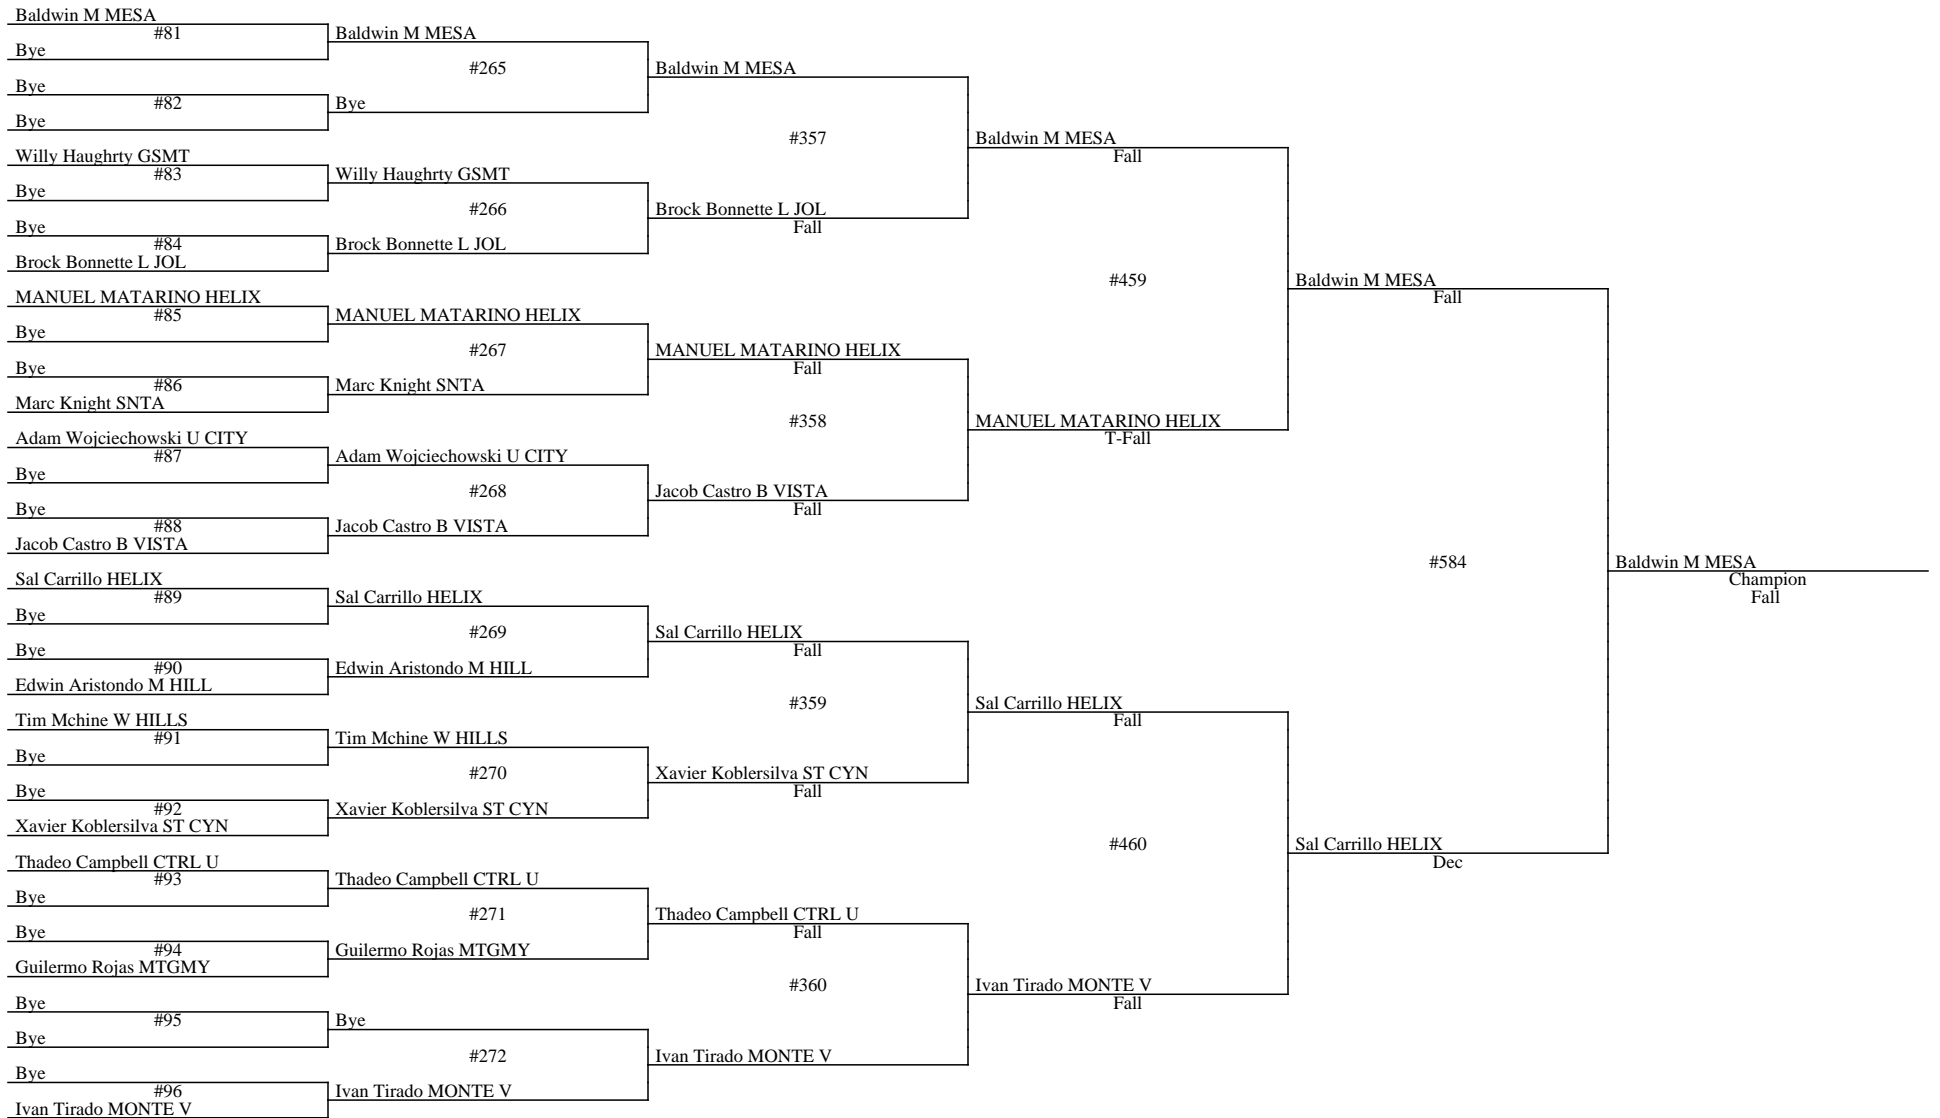 Baldwin M MESA
#81
Bye
Bye
#82
Bye
Willy Haughrty GSMT
#83
Bye
Bye
#84
Brock Bonnette L JOL
MANUEL MATARINO HELIX
#85
Bye
Bye
#86
Marc Knight SNTA
Adam Wojciechowski U CITY
#87
Bye
Bye
#88
Jacob Castro B VISTA
Sal Carrillo HELIX
#89
Bye
Bye
#90
Edwin Aristondo M HILL
Tim Mchine W HILLS
#91
Bye
Bye
#92
Xavier Koblersilva ST CYN
Thadeo Campbell CTRL U
#93
Bye
Bye
#94
Guilermo Rojas MTGMY
Bye
#95
Bye
Bye
#96
Ivan Tirado MONTE V
Baldwin M MESA
#265
Bye
Willy Haughrty GSMT
#266
Brock Bonnette L JOL
MANUEL MATARINO HELIX
#267
Marc Knight SNTA
Adam Wojciechowski U CITY
#268
Jacob Castro B VISTA
Sal Carrillo HELIX
#269
Edwin Aristondo M HILL
Tim Mchine W HILLS
#270
Xavier Koblersilva ST CYN
Thadeo Campbell CTRL U
#271
Guilermo Rojas MTGMY
Bye
#272
Ivan Tirado MONTE V
Baldwin M MESA
#357
Brock Bonnette L JOL
Fall
MANUEL MATARINO HELIX
Fall
#358
Jacob Castro B VISTA
Fall
Sal Carrillo HELIX
Fall
#359
Xavier Koblersilva ST CYN
Fall
Thadeo Campbell CTRL U
Fall
#360
Ivan Tirado MONTE V
Baldwin M MESA
Fall
#459
MANUEL MATARINO HELIX
T-Fall
Sal Carrillo HELIX
Fall
#460
Ivan Tirado MONTE V
Fall
Baldwin M MESA
Fall
#584
Sal Carrillo HELIX
Dec
Baldwin M MESA
Champion
Fall